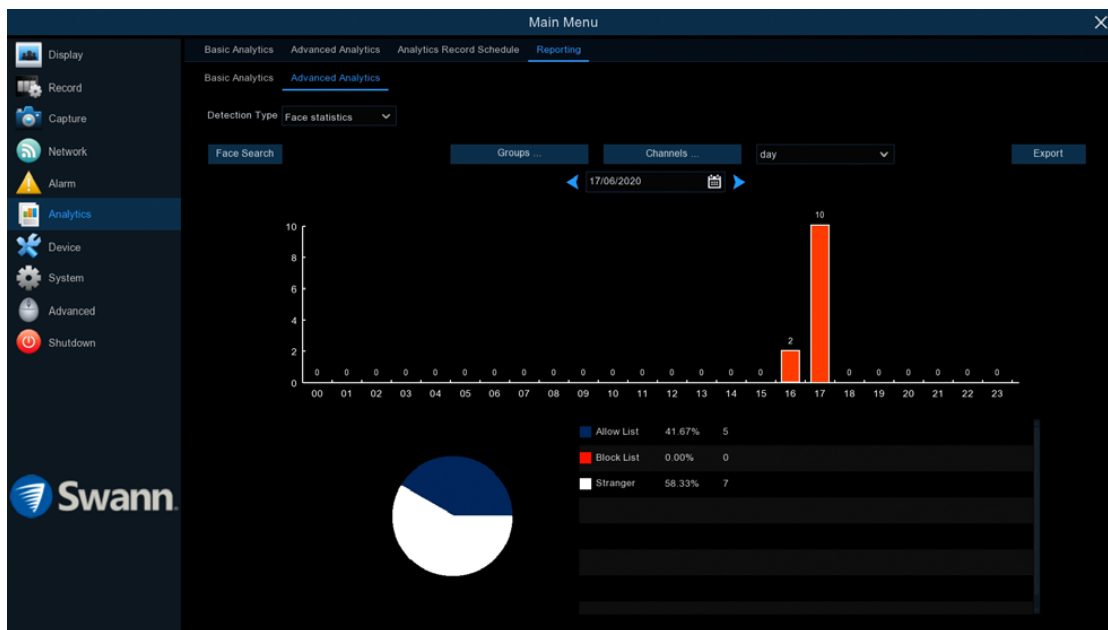 Main Menu
Display
Record
Capture
Network
Alarm
Analytics
Device
System
Advanced
Shutdown
Swann
Basic Analytics Advanced Analytics Analytics Record Schedule Reporting
Basic Analytics Advanced Analytics
Detection Type Face statistics
Face Search Groups ... Channels ... day Export
17/06/2020
10
10
8
6
4
2
2
0
0 0 0 0 0 0 0 0 0 0 0 0 0 0 0 0 0 0 0 0 0 0
00 01 02 03 04 05 06 07 08 09 10 11 12 13 14 15 16 17 18 19 20 21 22 23
Allow List 41.67% 5
Block List 0.00% 0
Stranger 58.33% 7